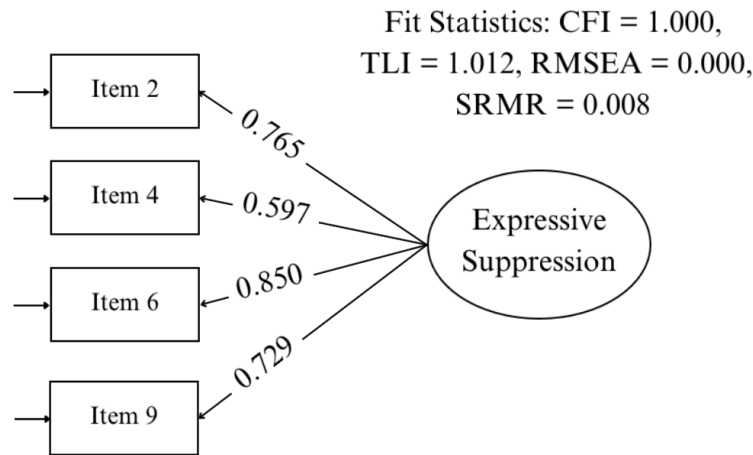 Fit Statistics: CFI = 1.000,
TLI = 1.012, RMSEA = 0.000,
SRMR = 0.008
Item 2
0.765
Item 4
0.597
Expressive
Suppression
Item 6
0.850
0.729
Item 9